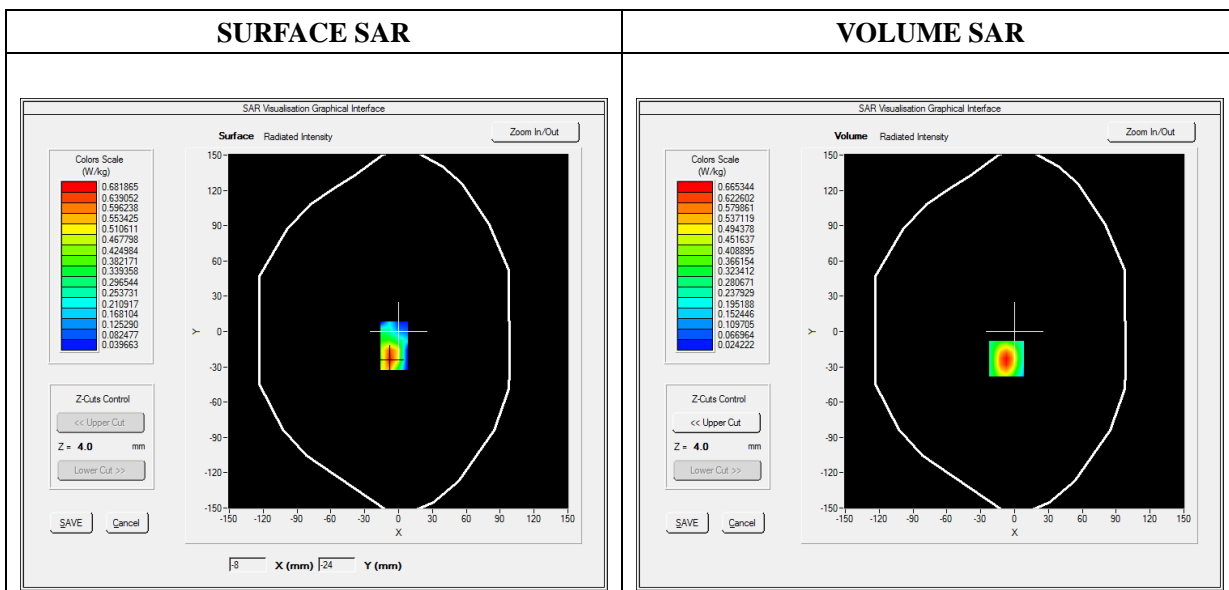 SURFACE SAR
VOLUME SAR
SAR Visualisation Graphical Interface
Surface Radiated Intensity
Zoom In/Out
Colors Scale
(W/kg)
0.681865
0.639052
0.596238
0.553425
0.510611
0.467798
0.424984
0.382171
0.339358
0.296544
0.253731
0.210917
0.168104
0.125290
0.082477
0.039663
Z-Cuts Control
<< Upper Cut
Z = 4.0 mm
Lower Cut >>
SAVE Cancel
150
120
90
60
30
0
-30
-60
-90
-120
-150
Y
-150 -120 -90 -60 -30 0 30 60 90 120 150
X
-8 X (mm) -24 Y (mm)
SAR Visualisation Graphical Interface
Volume Radiated Intensity
Zoom In/Out
Colors Scale
(W/kg)
0.665344
0.622602
0.579861
0.537119
0.494378
0.451637
0.408895
0.366154
0.323412
0.280671
0.237929
0.195188
0.152446
0.109705
0.066964
0.024222
Z-Cuts Control
<< Upper Cut
Z = 4.0 mm
Lower Cut >>
SAVE Cancel
150
120
90
60
30
0
-30
-60
-90
-120
-150
Y
-150 -120 -90 -60 -30 0 30 60 90 120 150
X